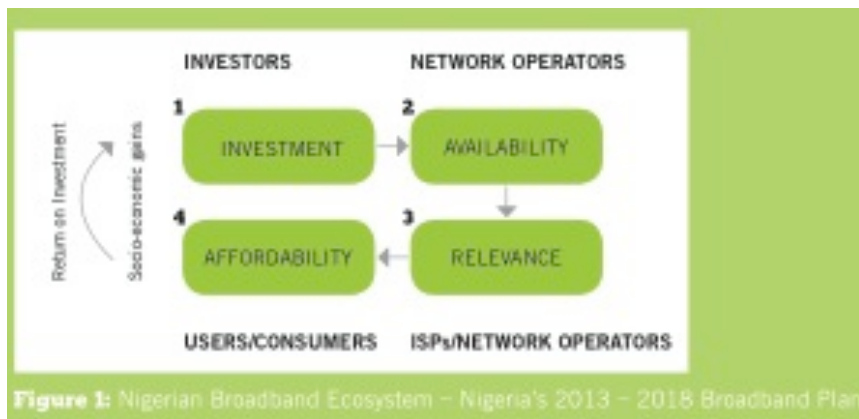 INVESTORS
NETWORK OPERATORS
1
INVESTMENT
2
AVAILABILITY
Return on Investment
Socio-economic gains
4
AFFORDABILITY
3
RELEVANCE
USERS/CONSUMERS
ISPs/NETWORK OPERATORS
Figure 1: Nigerian Broadband Ecosystem – Nigeria's 2013 – 2018 Broadband Plan